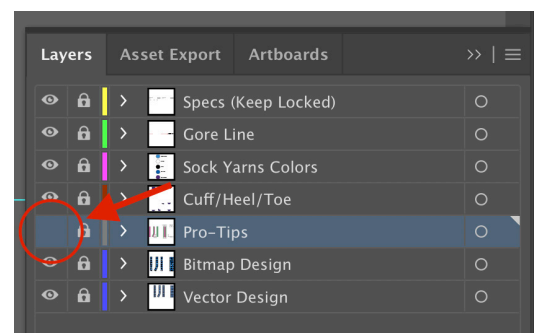 Layers Asset Export Artboards
Specs (Keep Locked)
Gore Line
Sock Yarns Colors
Cuff/Heel/Toe
Pro-Tips
Bitmap Design
Vector Design